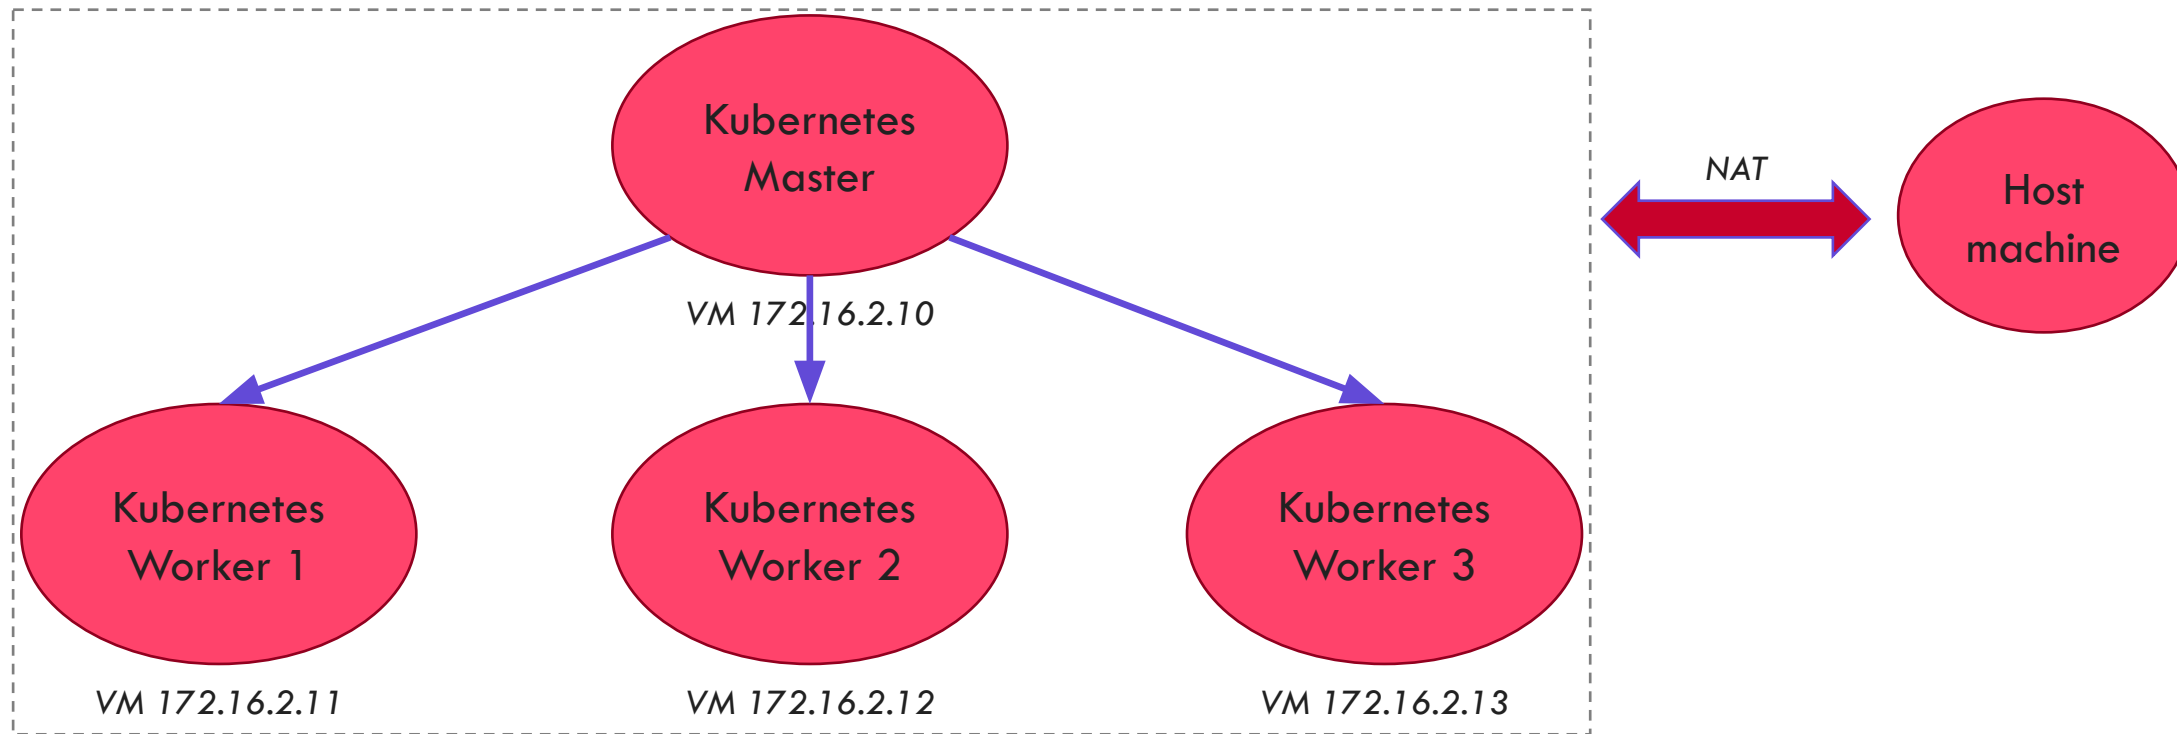 Kubernetes
Master
VM 172.16.2.10
NAT
Host
machine
Kubernetes
Worker 1
VM 172.16.2.11
Kubernetes
Worker 2
VM 172.16.2.12
Kubernetes
Worker 3
VM 172.16.2.13